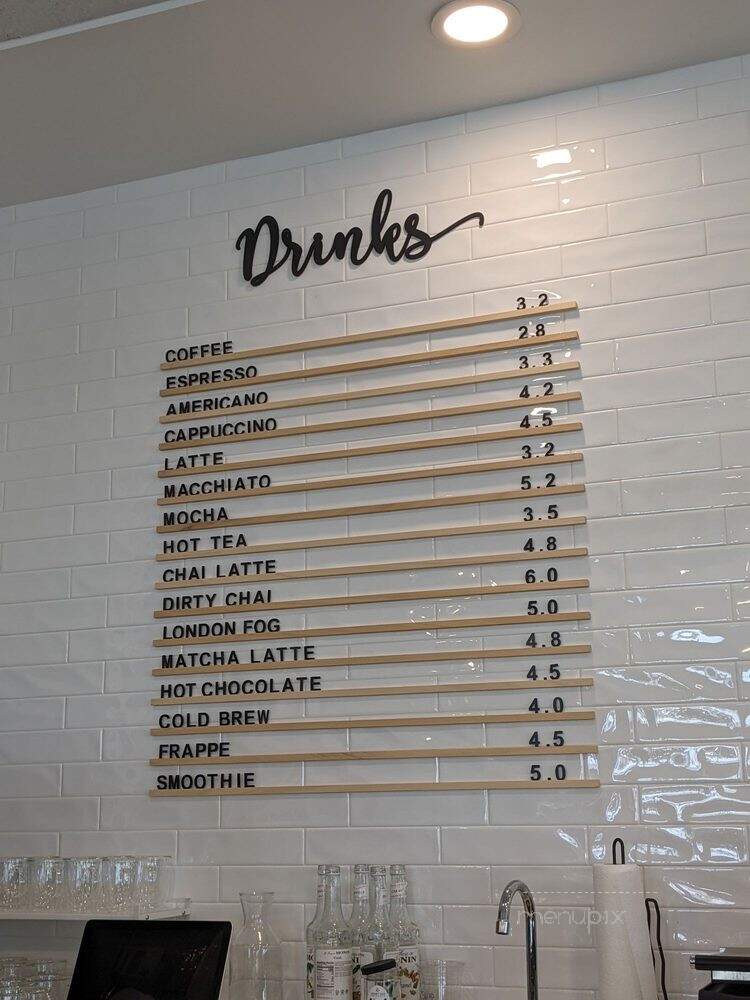 Drinks
COFFEE 3.2
ESPRESSO 28
AMERICANO 3.3
CAPPUCCINO 4.2
LATTE 4.5
MACCHIATO 3.2
MOCHA 5.2
HOT TEA 3.5
CHAI LATTE 4.8
DIRTY CHAI 6.0
LONDON FOG 5.0
MATCHA LATTE 4.8
HOT CHOCOLATE 4.5
COLD BREW 4.0
FRAPPE 4.5
SMOOTHIE 5.0
menupix